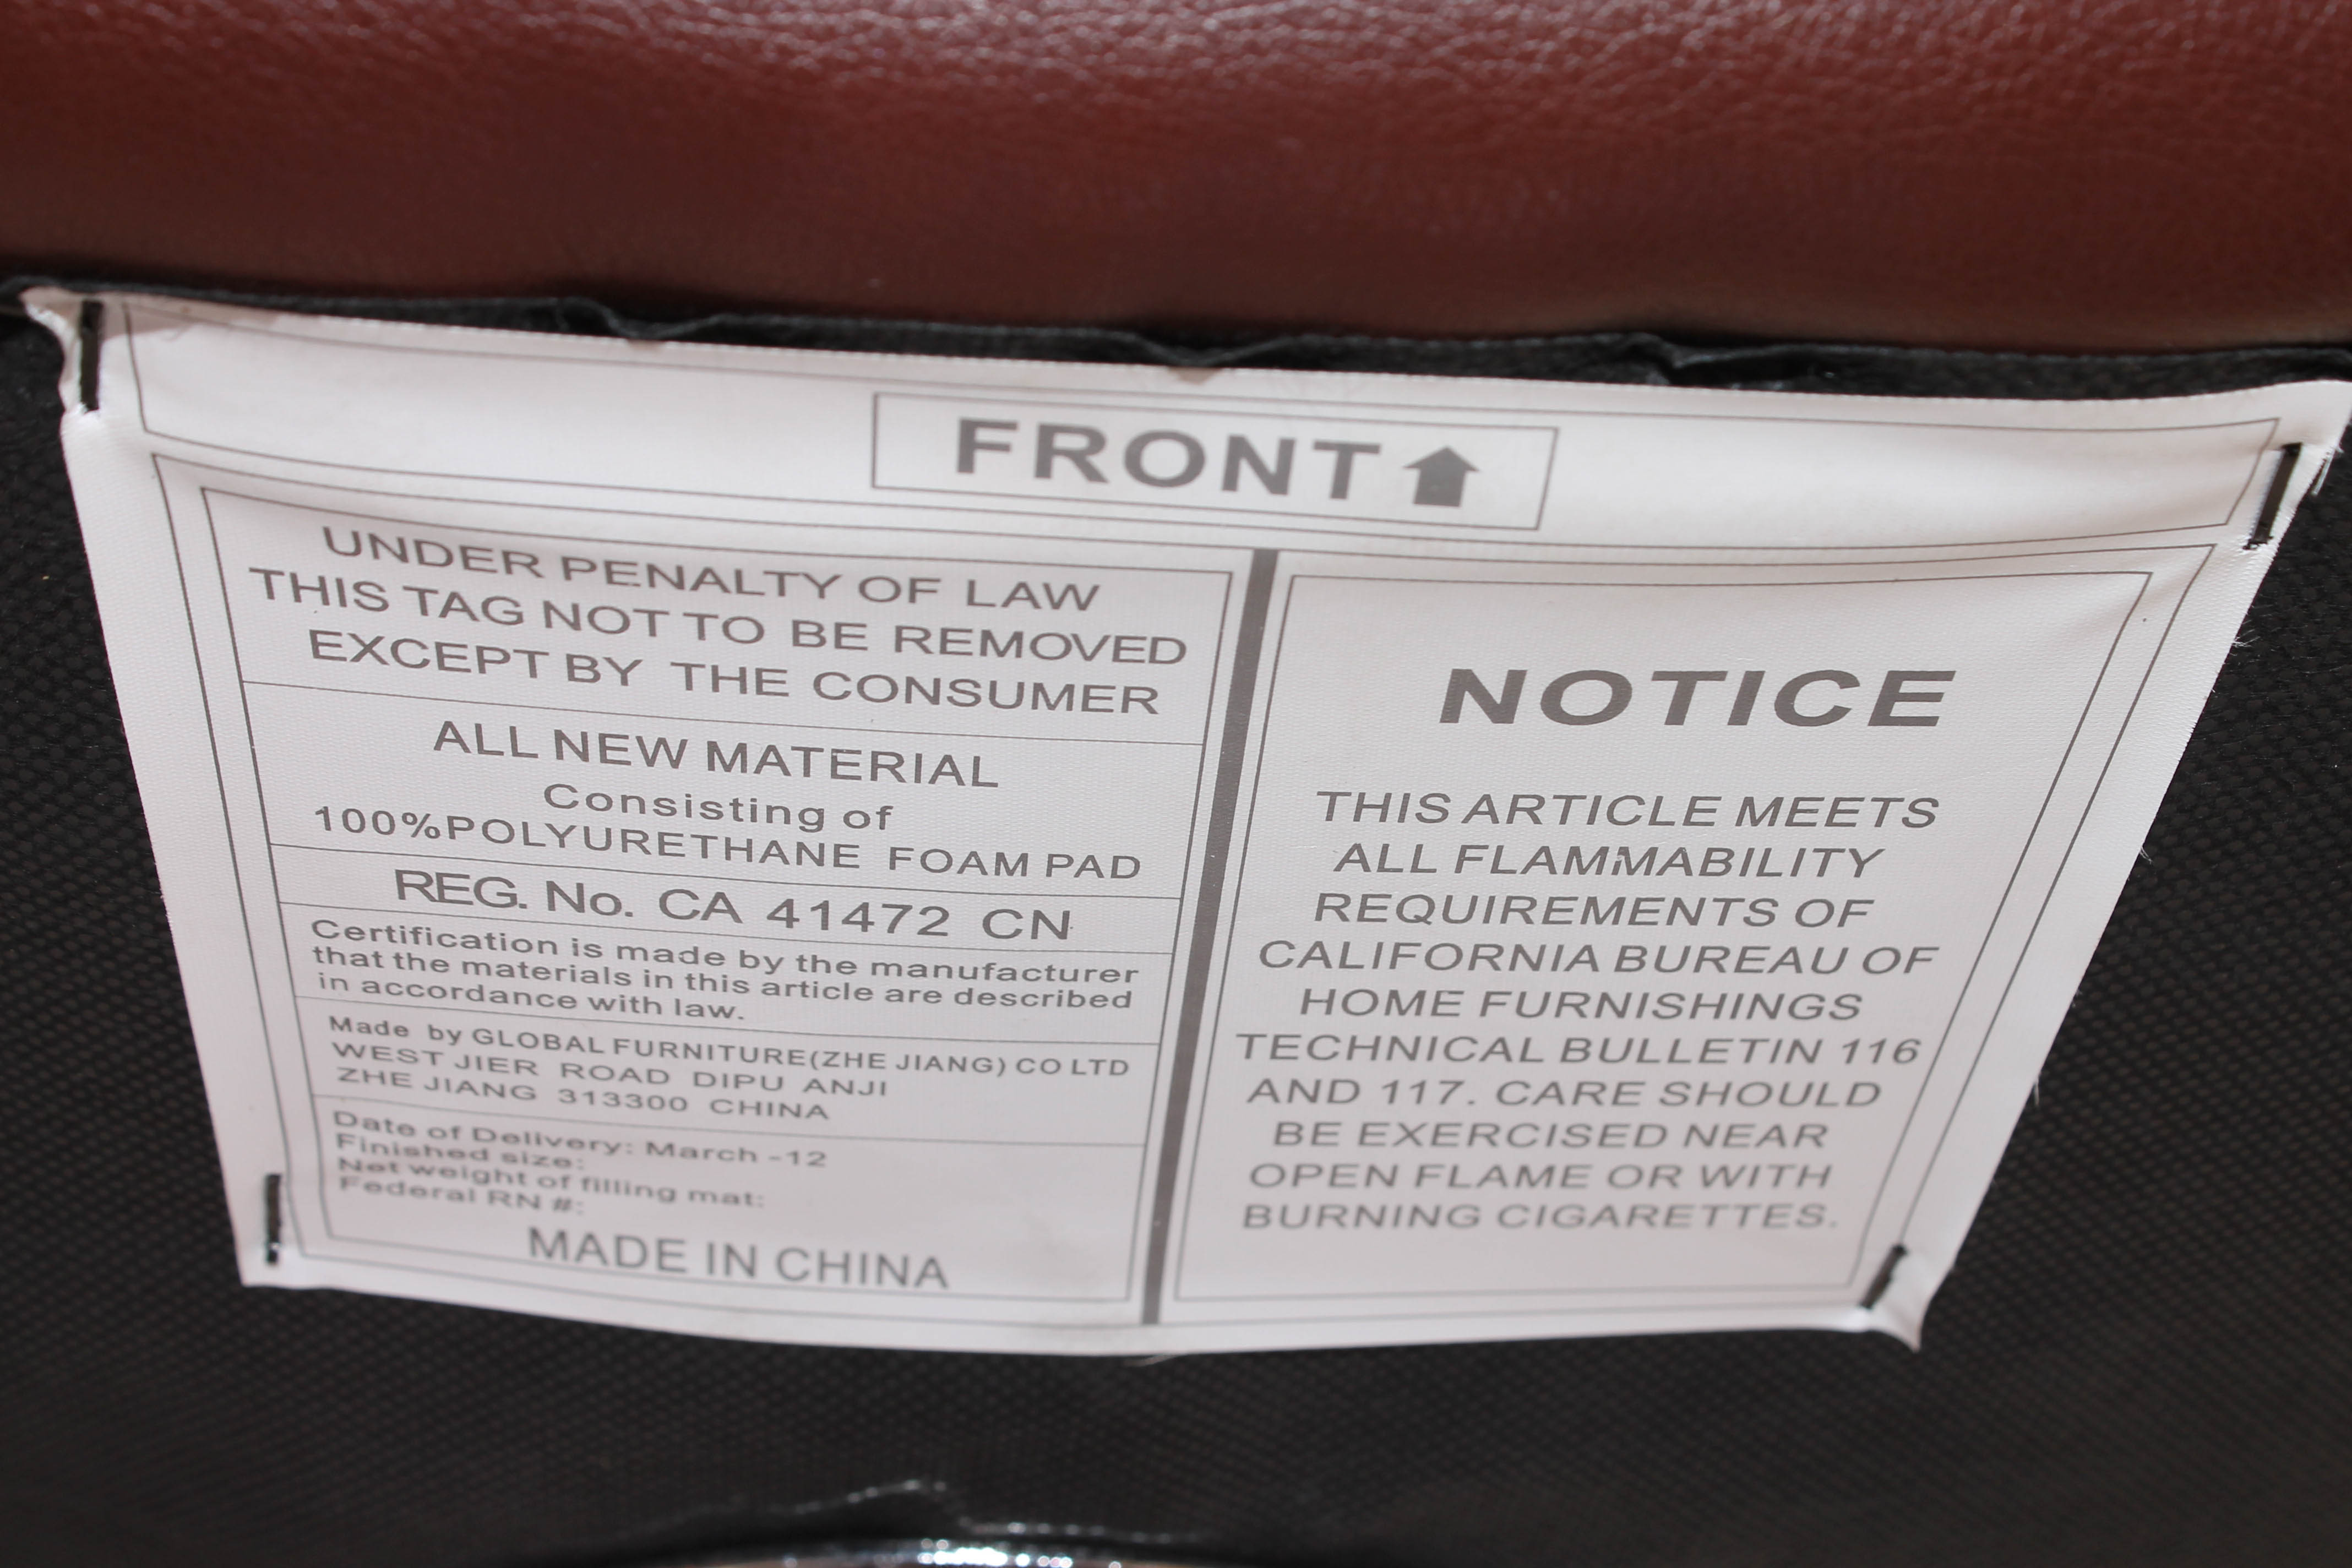 FRONT
UNDER PENALTY OF LAW
THIS TAG NOT TO BE REMOVED
EXCEPT BY THE CONSUMER
ALL NEW MATERIAL
Consisting of
100%POLYURETHANE FOAM PAD
REG. No. CA 41472 CN
Certification is made by the manufacturer
that the materials in this article are described
in accordance with law.
Made by GLOBAL FURNITURE(ZHE JIANG) CO LTD
WEST JIER ROAD DIPU ANJI
ZHE JIANG 313300 CHINA
Date of Delivery: March -12
Finished size:
Net weight of filling mat:
Federal RN #:
MADE IN CHINA
NOTICE
THIS ARTICLE MEETS
ALL FLAMMABILITY
REQUIREMENTS OF
CALIFORNIA BUREAU OF
HOME FURNISHINGS
TECHNICAL BULLETIN 116
AND 117. CARE SHOULD
BE EXERCISED NEAR
OPEN FLAME OR WITH
BURNING CIGARETTES.